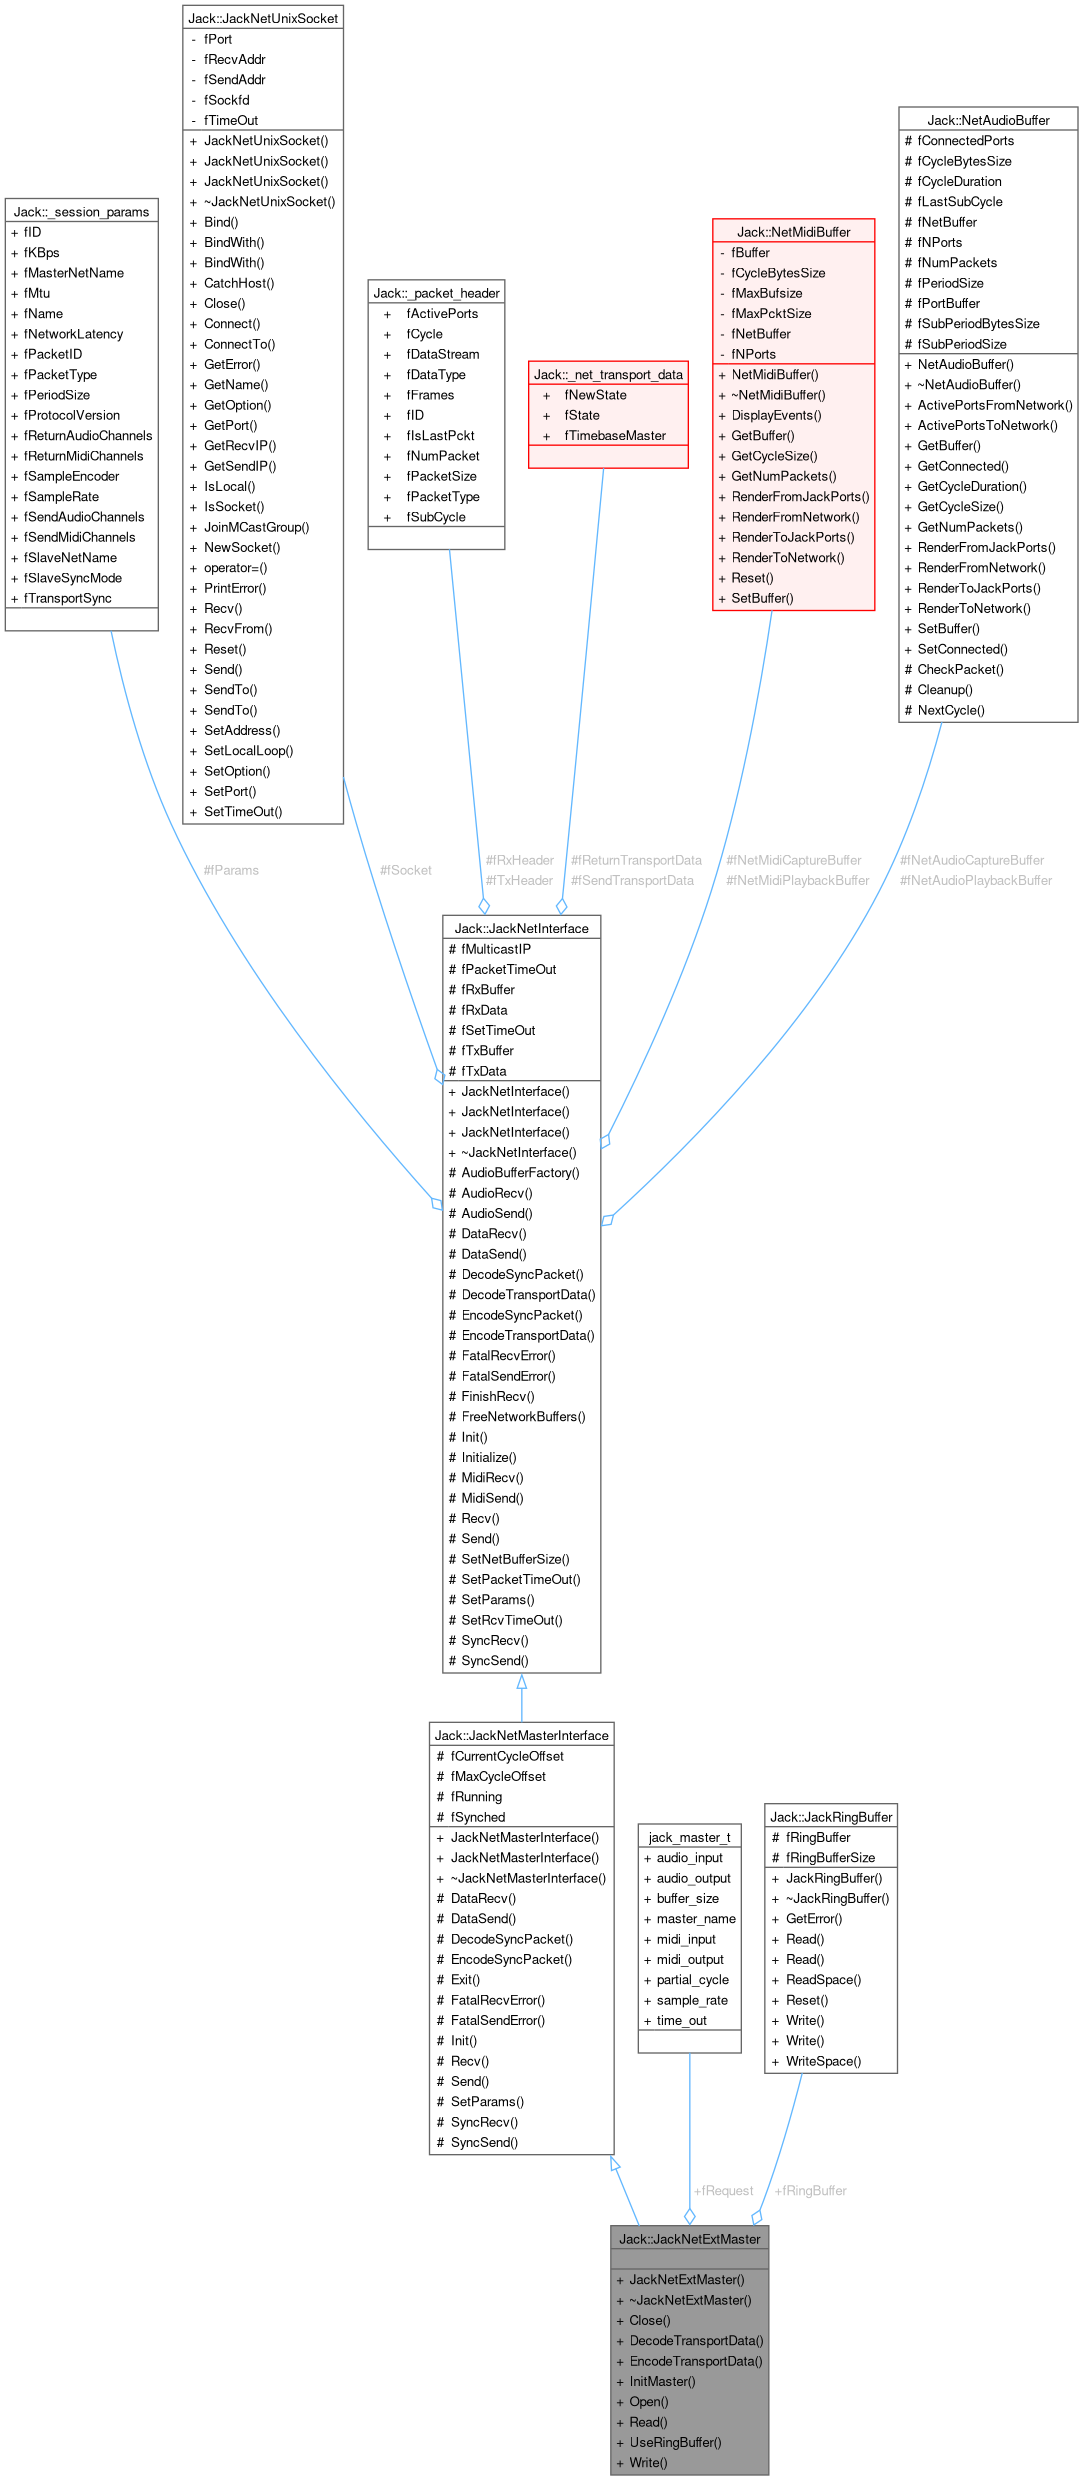 Jack::JackNetUnixSocket
- fPort
- fRecvAddr
- fSendAddr
- fSockfd
- fTimeOut
+ JackNetUnixSocket()
+ JackNetUnixSocket()
+ JackNetUnixSocket()
+ ~JackNetUnixSocket()
+ Bind()
+ BindWith()
+ BindWith()
+ CatchHost()
+ Close()
+ Connect()
+ ConnectTo()
+ GetError()
+ GetName()
+ GetOption()
+ GetPort()
+ GetRecvIP()
+ GetSendIP()
+ IsLocal()
+ IsSocket()
+ JoinMCastGroup()
+ NewSocket()
+ operator=()
+ PrintError()
+ Recv()
+ RecvFrom()
+ Reset()
+ Send()
+ SendTo()
+ SendTo()
+ SetAddress()
+ SetLocalLoop()
+ SetOption()
+ SetPort()
+ SetTimeOut()
Jack::NetAudioBuffer
# fConnectedPorts
# fCycleBytesSize
# fCycleDuration
# fLastSubCycle
# fNetBuffer
# fNPorts
# fNumPackets
# fPeriodSize
# fPortBuffer
# fSubPeriodBytesSize
# fSubPeriodSize
+ NetAudioBuffer()
+ ~NetAudioBuffer()
+ ActivePortsFromNetwork()
+ ActivePortsToNetwork()
+ GetBuffer()
+ GetConnected()
+ GetCycleDuration()
+ GetCycleSize()
+ GetNumPackets()
+ RenderFromJackPorts()
+ RenderFromNetwork()
+ RenderToJackPorts()
+ RenderToNetwork()
+ SetBuffer()
+ SetConnected()
# CheckPacket()
# Cleanup()
# NextCycle()
Jack::_session_params
+ fID
+ fKBps
+ fMasterNetName
+ fMtu
+ fName
+ fNetworkLatency
+ fPacketID
+ fPacketType
+ fPeriodSize
+ fProtocolVersion
+ fReturnAudioChannels
+ fReturnMidiChannels
+ fSampleEncoder
+ fSampleRate
+ fSendAudioChannels
+ fSendMidiChannels
+ fSlaveNetName
+ fSlaveSyncMode
+ fTransportSync
Jack::NetMidiBuffer
- fBuffer
- fCycleBytesSize
- fMaxBufsize
- fMaxPcktSize
- fNetBuffer
- fNPorts
+ NetMidiBuffer()
+ ~NetMidiBuffer()
+ DisplayEvents()
+ GetBuffer()
+ GetCycleSize()
+ GetNumPackets()
+ RenderFromJackPorts()
+ RenderFromNetwork()
+ RenderToJackPorts()
+ RenderToNetwork()
+ Reset()
+ SetBuffer()
Jack::_packet_header
+ fActivePorts
+ fCycle
+ fDataStream
+ fDataType
+ fFrames
+ fID
+ fIsLastPckt
+ fNumPacket
+ fPacketSize
+ fPacketType
+ fSubCycle
Jack::_net_transport_data
+ fNewState
+ fState
+ fTimebaseMaster
#fParams
#fSocket
#fRxHeader
#fTxHeader
#fReturnTransportData
#fSendTransportData
#fNetMidiCaptureBuffer
#fNetMidiPlaybackBuffer
#fNetAudioCaptureBuffer
#fNetAudioPlaybackBuffer
Jack::JackNetInterface
# fMulticastIP
# fPacketTimeOut
# fRxBuffer
# fRxData
# fSetTimeOut
# fTxBuffer
# fTxData
+ JackNetInterface()
+ JackNetInterface()
+ JackNetInterface()
+ ~JackNetInterface()
# AudioBufferFactory()
# AudioRecv()
# AudioSend()
# DataRecv()
# DataSend()
# DecodeSyncPacket()
# DecodeTransportData()
# EncodeSyncPacket()
# EncodeTransportData()
# FatalRecvError()
# FatalSendError()
# FinishRecv()
# FreeNetworkBuffers()
# Init()
# Initialize()
# MidiRecv()
# MidiSend()
# Recv()
# Send()
# SetNetBufferSize()
# SetPacketTimeOut()
# SetParams()
# SetRcvTimeOut()
# SyncRecv()
# SyncSend()
Jack::JackNetMasterInterface
# fCurrentCycleOffset
# fMaxCycleOffset
# fRunning
# fSynched
+ JackNetMasterInterface()
+ JackNetMasterInterface()
+ ~JackNetMasterInterface()
# DataRecv()
# DataSend()
# DecodeSyncPacket()
# EncodeSyncPacket()
# Exit()
# FatalRecvError()
# FatalSendError()
# Init()
# Recv()
# Send()
# SetParams()
# SyncRecv()
# SyncSend()
jack_master_t
+ audio_input
+ audio_output
+ buffer_size
+ master_name
+ midi_input
+ midi_output
+ partial_cycle
+ sample_rate
+ time_out
Jack::JackRingBuffer
# fRingBuffer
# fRingBufferSize
+ JackRingBuffer()
+ ~JackRingBuffer()
+ GetError()
+ Read()
+ Read()
+ ReadSpace()
+ Reset()
+ Write()
+ Write()
+ WriteSpace()
+fRequest
+fRingBuffer
Jack::JackNetExtMaster
+ JackNetExtMaster()
+ ~JackNetExtMaster()
+ Close()
+ DecodeTransportData()
+ EncodeTransportData()
+ InitMaster()
+ Open()
+ Read()
+ UseRingBuffer()
+ Write()